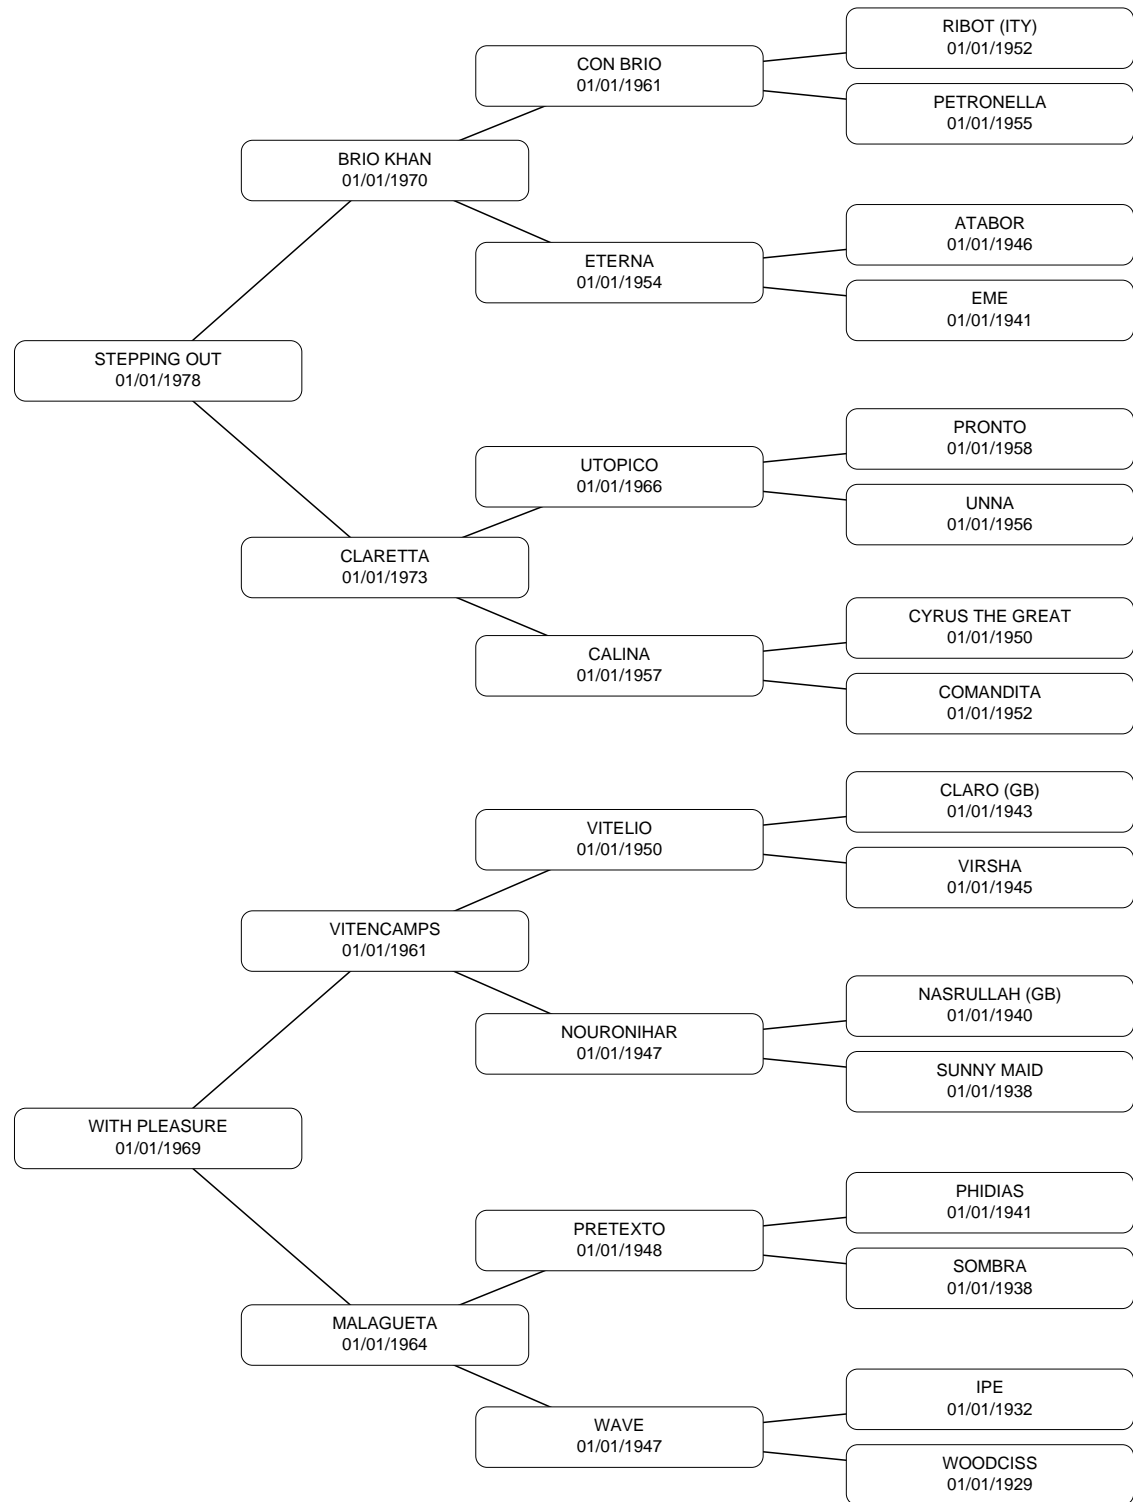 RIBOT (ITY)
01/01/1952
CON BRIO
01/01/1961
PETRONELLA
01/01/1955
BRIO KHAN
01/01/1970
ATABOR
01/01/1946
ETERNA
01/01/1954
EME
01/01/1941
STEPPING OUT
01/01/1978
PRONTO
01/01/1958
UTOPICO
01/01/1966
UNNA
01/01/1956
CLARETTA
01/01/1973
CYRUS THE GREAT
01/01/1950
CALINA
01/01/1957
COMANDITA
01/01/1952
CLARO (GB)
01/01/1943
VITELIO
01/01/1950
VIRSHA
01/01/1945
VITENCAMPS
01/01/1961
NASRULLAH (GB)
01/01/1940
NOURONIHAR
01/01/1947
SUNNY MAID
01/01/1938
WITH PLEASURE
01/01/1969
PHIDIAS
01/01/1941
PRETEXTO
01/01/1948
SOMBRA
01/01/1938
MALAGUETA
01/01/1964
IPE
01/01/1932
WAVE
01/01/1947
WOODCISS
01/01/1929